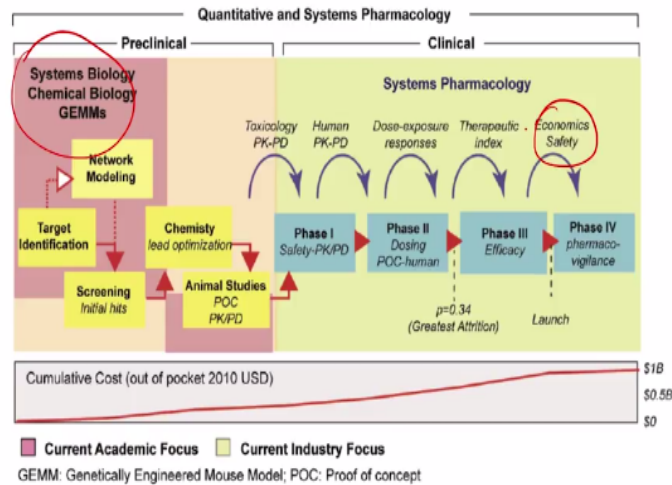 Quantitative and Systems Pharmacology
Preclinical
Clinical
Systems Biology
Chemical Biology
GEMMs
Systems Pharmacology
Toxicology
PK-PD
Human
PK-PD
Dose-exposure
responses
Therapeutic
index
Economics
Safety
Network
Modeling
Target
Identification
Chemisty
lead optimization
Screening
Initial hits
Animal Studies
POC
PK/PD
Phase I
Safety-PK/PD
Phase II
Dosing
POC-human
Phase III
Efficacy
Phase IV
pharmaco-
vigilance
p=0.34
(Greatest Attrition)
Launch
Cumulative Cost (out of pocket 2010 USD)
$1B
$0.5B
$0
Current Academic Focus
Current Industry Focus
GEMM: Genetically Engineered Mouse Model; POC: Proof of concept